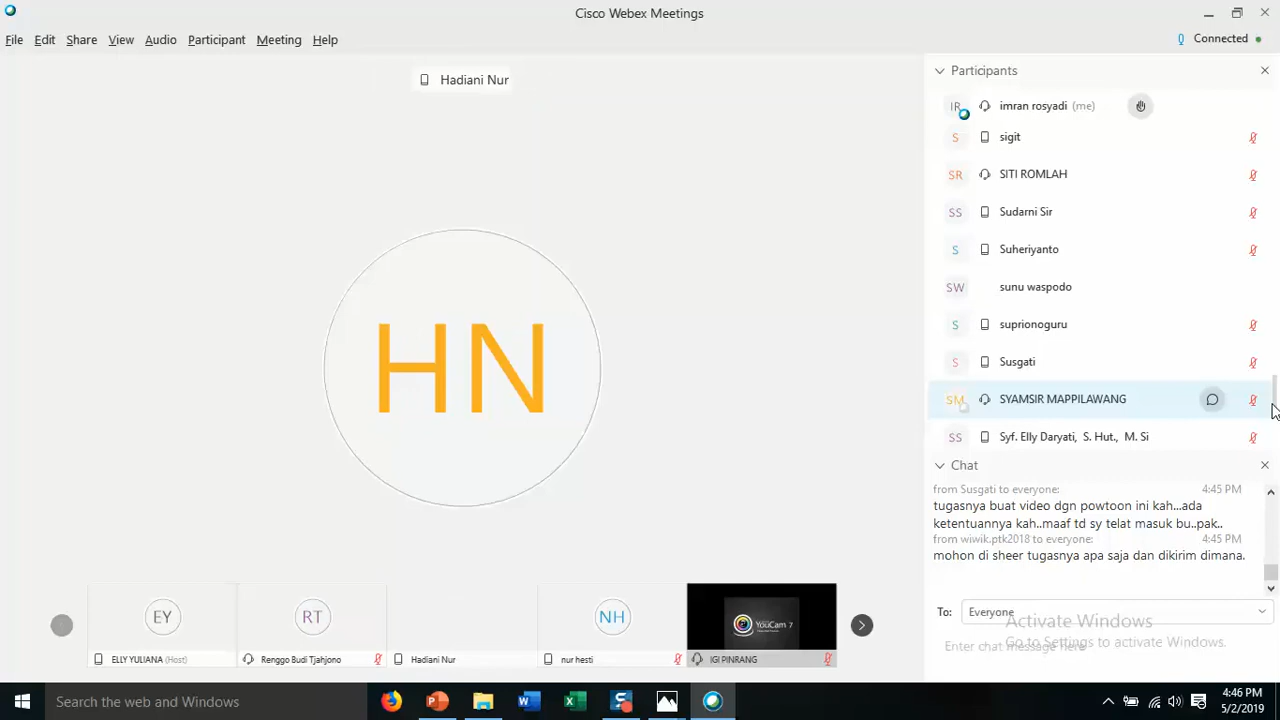 Cisco Webex Meetings
File Edit Share View Audio Participant Meeting Help
Connected
Hadiani Nur
HN
Participants
IR imran rosyadi (me)
S sigit
SR SITI ROMLAH
SS Sudarni Sir
S Suheriyanto
SW sunu waspodo
S suprionoguru
S Susgati
SM SYAMSIR MAPPILAWANG
SS Syf. Elly Daryati, S. Hut., M. Si
Chat
from Susgati to everyone: 4:45 PM
tugasnya buat video dgn powtoon ini kah...ada
ketentuannya kah..maaf td sy telat masuk bu..pak..
from wiwik.ptk2018 to everyone: 4:45 PM
mohon di sheer tugasnya apa saja dan dikirim dimana.
To: Everyone
Enter chat message here
Activate Windows
Go to Settings to activate Windows.
EY RT NH YouCam 7
ELLY YULIANA (Host) Renggo Budi Tjahjono Hadiani Nur nur hesti IGI PINRANG
Search the web and Windows
4:46 PM
5/2/2019